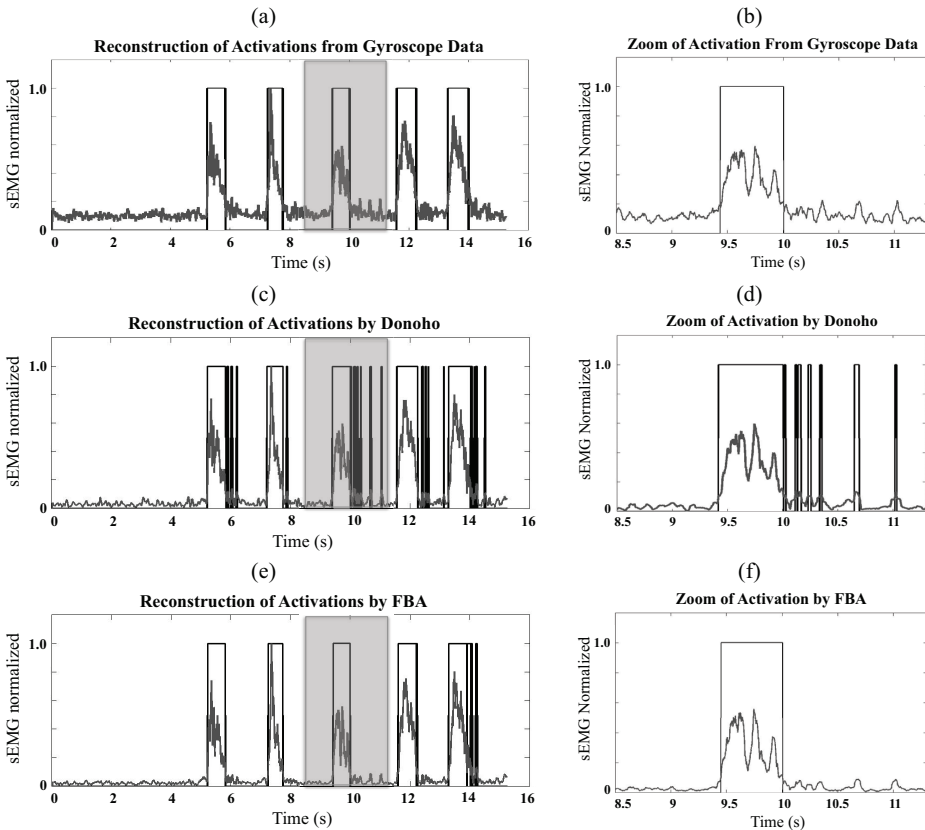 (a)
Reconstruction of Activations from Gyroscope Data
sEMG normalized
1.0
0
0 2 4 6 8 10 12 14 16
Time (s)
(b)
Zoom of Activation From Gyroscope Data
sEMG Normalized
1.0
0
8.5 9 9.5 10 10.5 11
Time (s)
(c)
Reconstruction of Activations by Donoho
sEMG normalized
1.0
0
0 2 4 6 8 10 12 14 16
Time (s)
(d)
Zoom of Activation by Donoho
sEMG Normalized
1.0
0
8.5 9 9.5 10 10.5 11
Time (s)
(e)
Reconstruction of Activations by FBA
sEMG normalized
1.0
0
0 2 4 6 8 10 12 14 16
Time (s)
(f)
Zoom of Activation by FBA
sEMG Normalized
1.0
0
8.5 9 9.5 10 10.5 11
Time (s)